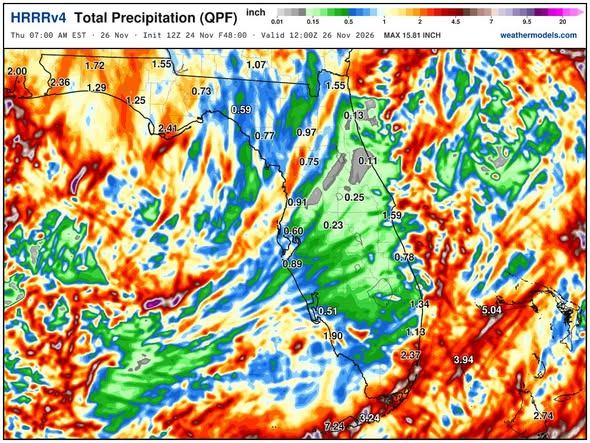 HRRRv4 Total Precipitation (QPF)
inch
0.01 0.15 0.5 1 2 4.5 7 9.5 20
Thu 07:00 AM EST · 26 Nov · Init 12Z 24 Nov F48:00 · Valid 12:00Z 26 Nov 2026 MAX 15.81 INCH
weathermodels.com
2.00 1.72 1.55 1.07
2.36 1.29 0.73 1.55
1.25 0.59 0.13
2.41 0.77 0.97
0.75 0.11
0.91 0.25
1.59
0.60 0.23
0.89 0.78
0.51 1.34 5.04
1.90 1.13
2.37 3.94
7.24 3.24 2.74